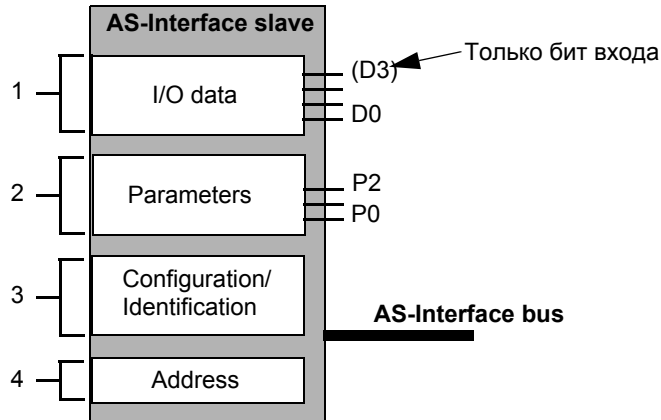 AS-Interface slave
Только бит входа
(D3)
1
I/O data
D0
2
Parameters
P2
P0
3
Configuration/
Identification
AS-Interface bus
4
Address